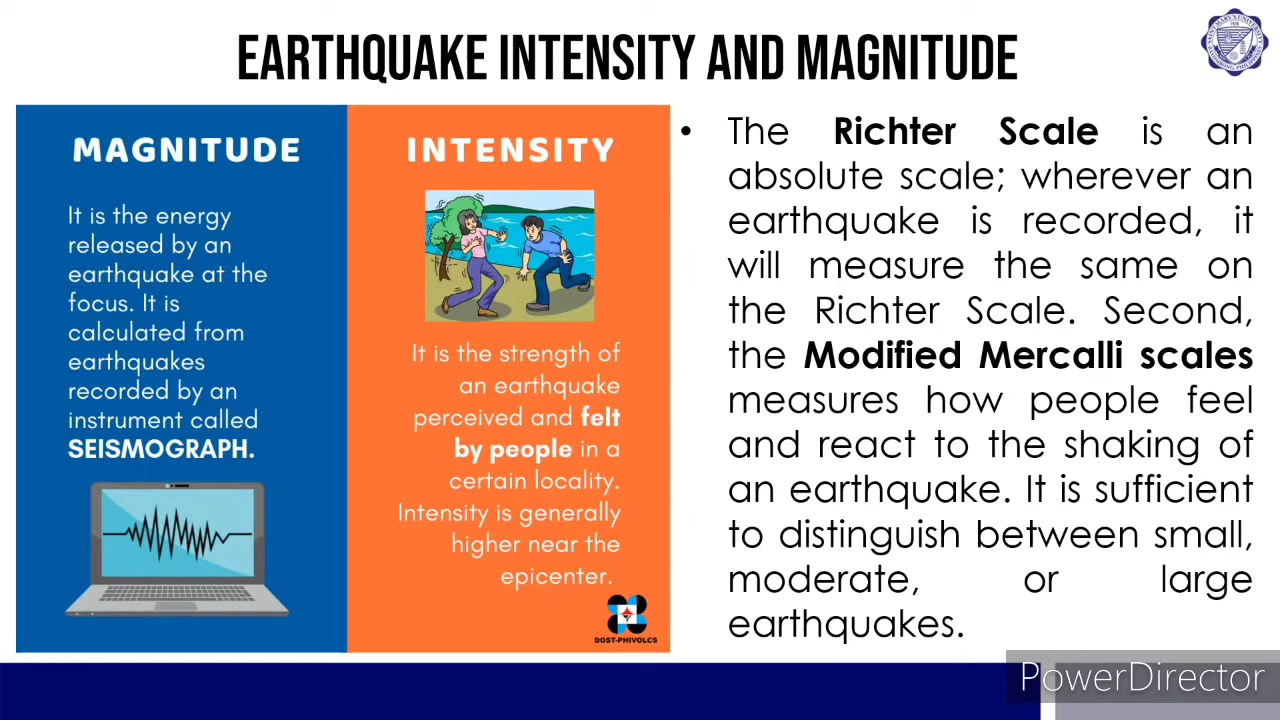 EARTHQUAKE INTENSITY AND MAGNITUDE
MAGNITUDE
It is the energy
released by an
earthquake at the
focus. It is
calculated from
earthquakes
recorded by an
instrument called
SEISMOGRAPH.
INTENSITY
It is the strength of
an earthquake
perceived and felt
by people in a
certain locality.
Intensity is generally
higher near the
epicenter.
DOST-PHIVOLCS
• The Richter Scale is an
absolute scale; wherever an
earthquake is recorded, it
will measure the same on
the Richter Scale. Second,
the Modified Mercalli scales
measures how people feel
and react to the shaking of
an earthquake. It is sufficient
to distinguish between small,
moderate, or large
earthquakes.
PowerDirector